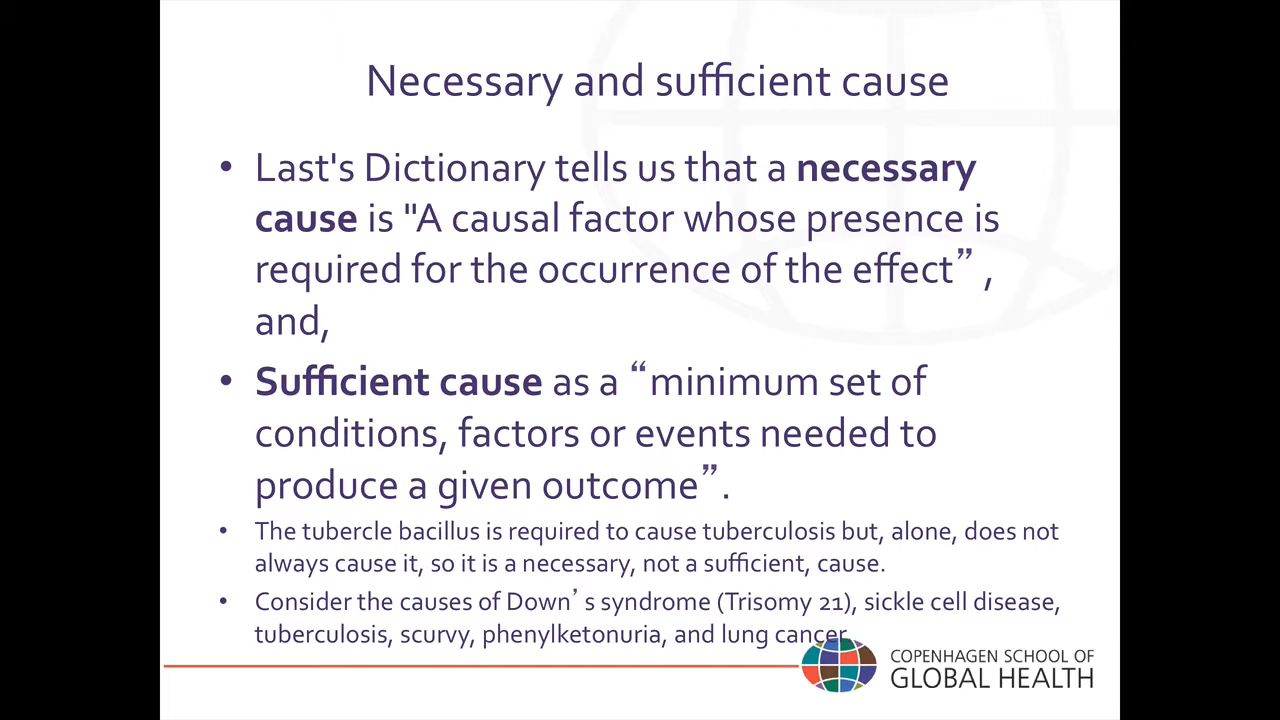 Necessary and sufficient cause
• Last's Dictionary tells us that a necessary
cause is "A causal factor whose presence is
required for the occurrence of the effect” ,
and,
• Sufficient cause as a “minimum set of
conditions, factors or events needed to
produce a given outcome”.
• The tubercle bacillus is required to cause tuberculosis but, alone, does not
always cause it, so it is a necessary, not a sufficient, cause.
• Consider the causes of Down’s syndrome (Trisomy 21), sickle cell disease,
tuberculosis, scurvy, phenylketonuria, and lung cancer
COPENHAGEN SCHOOL OF
GLOBAL HEALTH